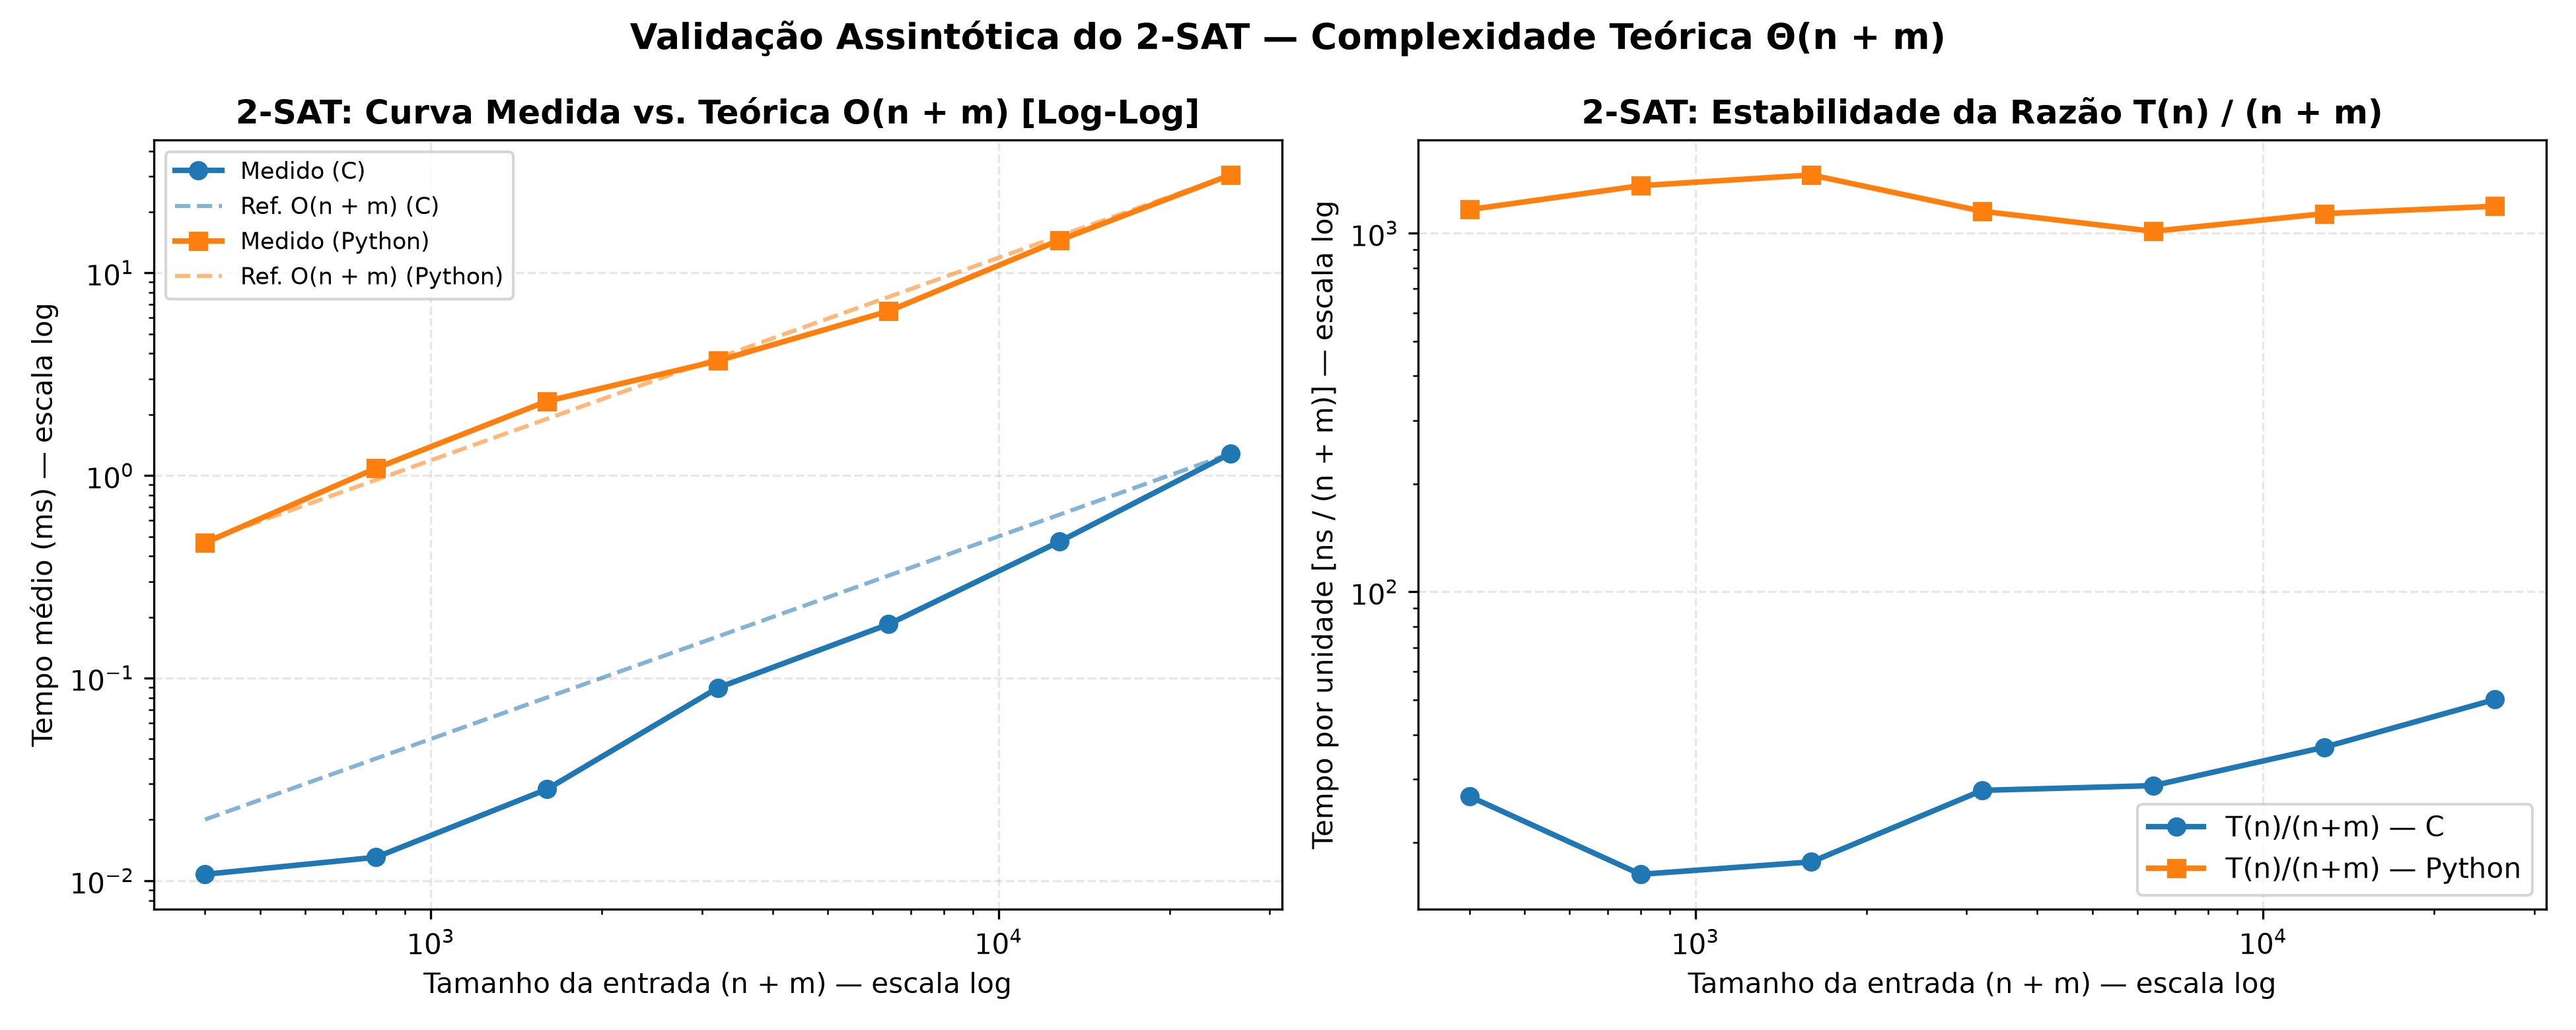 Validação Assintótica do 2-SAT — Complexidade Teórica Θ(n + m)
2-SAT: Curva Medida vs. Teórica O(n + m) [Log-Log]
Tempo médio (ms) — escala log
10¹
10⁰
10⁻¹
10⁻²
Medido (C)
Ref. O(n + m) (C)
Medido (Python)
Ref. O(n + m) (Python)
10³
10⁴
Tamanho da entrada (n + m) — escala log
2-SAT: Estabilidade da Razão T(n) / (n + m)
Tempo por unidade [ns / (n + m)] — escala log
10³
10²
T(n)/(n+m) — C
T(n)/(n+m) — Python
10³
10⁴
Tamanho da entrada (n + m) — escala log